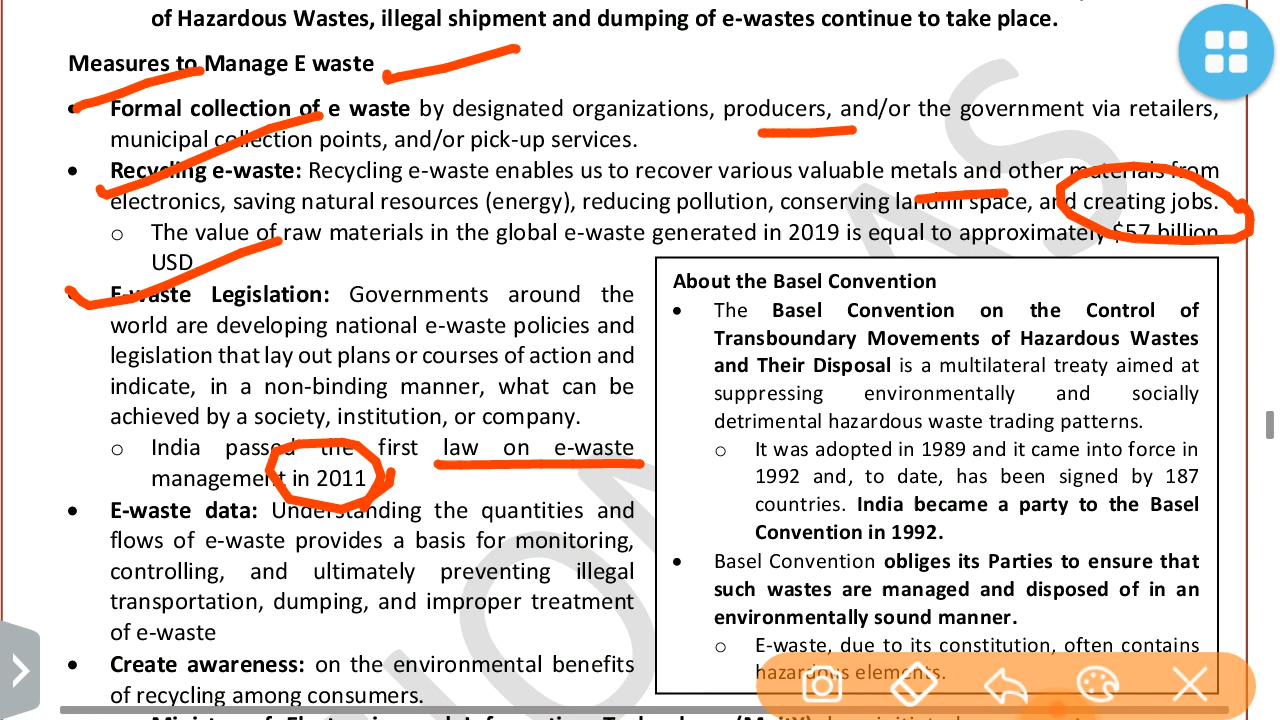 of Hazardous Wastes, illegal shipment and dumping of e-wastes continue to take place.
Measures to Manage E waste
• Formal collection of e waste by designated organizations, producers, and/or the government via retailers,
municipal collection points, and/or pick-up services.
• Recycling e-waste: Recycling e-waste enables us to recover various valuable metals and other materials from
electronics, saving natural resources (energy), reducing pollution, conserving landfill space, and creating jobs.
o The value of raw materials in the global e-waste generated in 2019 is equal to approximately $57 billion
USD
• E-waste Legislation: Governments around the
world are developing national e-waste policies and
legislation that lay out plans or courses of action and
indicate, in a non-binding manner, what can be
achieved by a society, institution, or company.
o India passed the first law on e-waste
management in 2011
• E-waste data: Understanding the quantities and
flows of e-waste provides a basis for monitoring,
controlling, and ultimately preventing illegal
transportation, dumping, and improper treatment
of e-waste
• Create awareness: on the environmental benefits
of recycling among consumers.
About the Basel Convention
• The Basel Convention on the Control of
Transboundary Movements of Hazardous Wastes
and Their Disposal is a multilateral treaty aimed at
suppressing environmentally and socially
detrimental hazardous waste trading patterns.
o It was adopted in 1989 and it came into force in
1992 and, to date, has been signed by 187
countries. India became a party to the Basel
Convention in 1992.
• Basel Convention obliges its Parties to ensure that
such wastes are managed and disposed of in an
environmentally sound manner.
o E-waste, due to its constitution, often contains
hazardous elements.